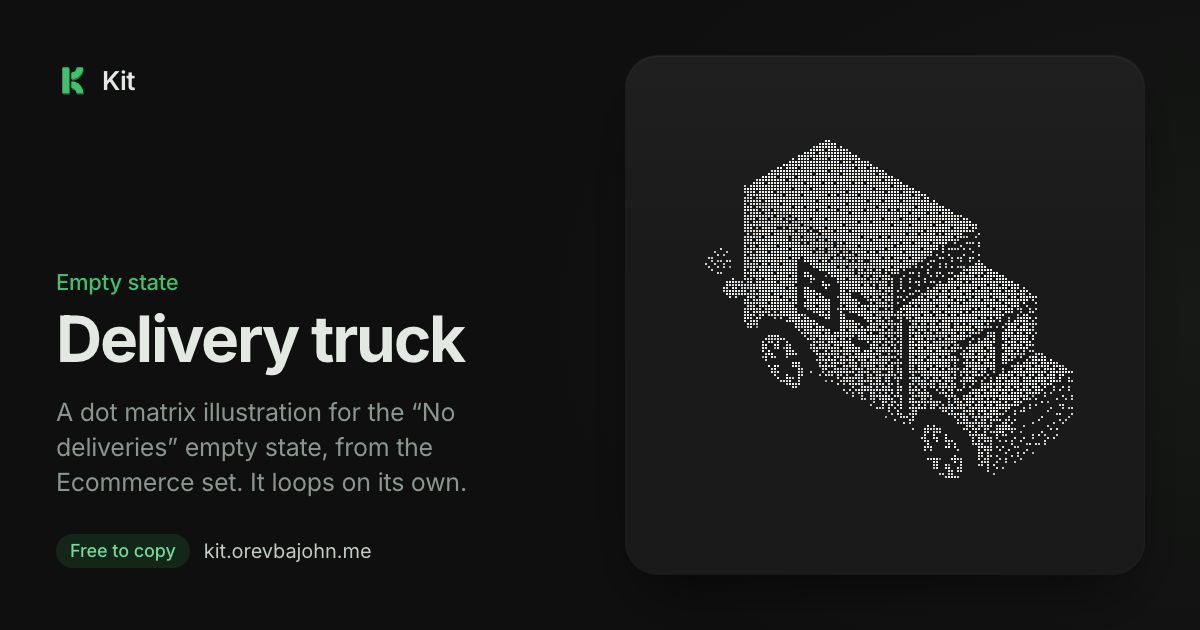 Kit
Empty state
Delivery truck
A dot matrix illustration for the “No
deliveries” empty state, from the
Ecommerce set. It loops on its own.
Free to copy
kit.orevbajohn.me